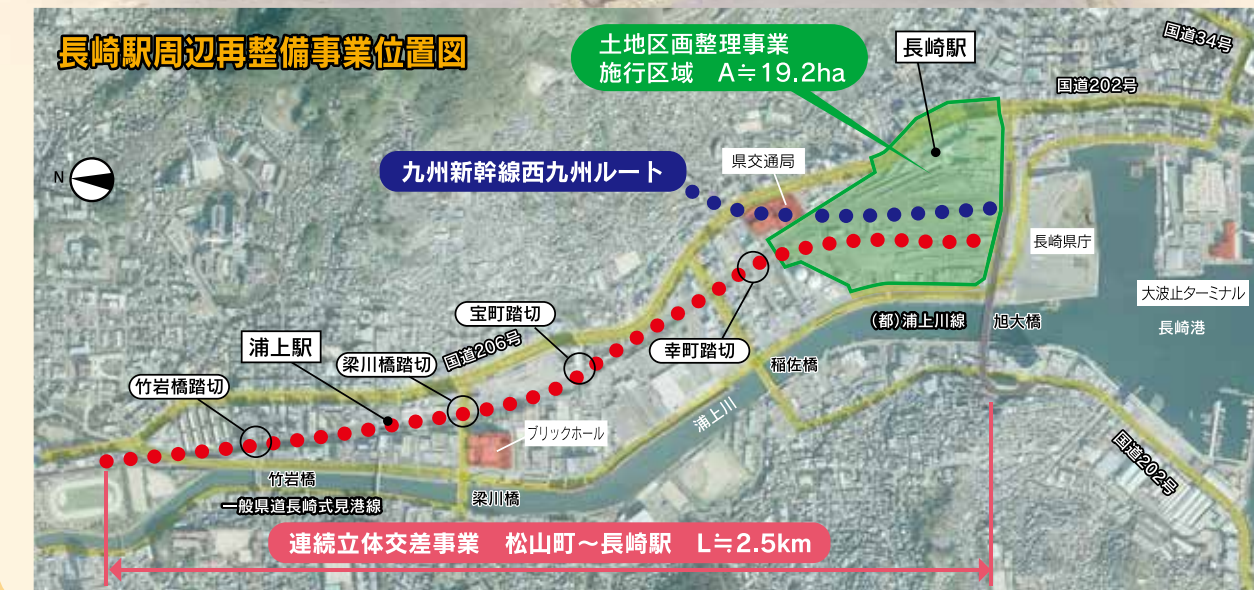 長崎駅周辺再整備事業位置図
土地区画整理事業
施行区域 A≒19.2ha
長崎駅
国道34号
国道202号
N
九州新幹線西九州ルート
県交通局
長崎県庁
大波止ターミナル
長崎港
宝町踏切
(都)浦上川線
旭大橋
浦上駅
梁川橋踏切
国道206号
幸町踏切
稲佐橋
竹岩橋踏切
浦上川
ブリックホール
国道202号
竹岩橋
梁川橋
一般県道長崎式見港線
連続立体交差事業 松山町～長崎駅 L≒2.5km